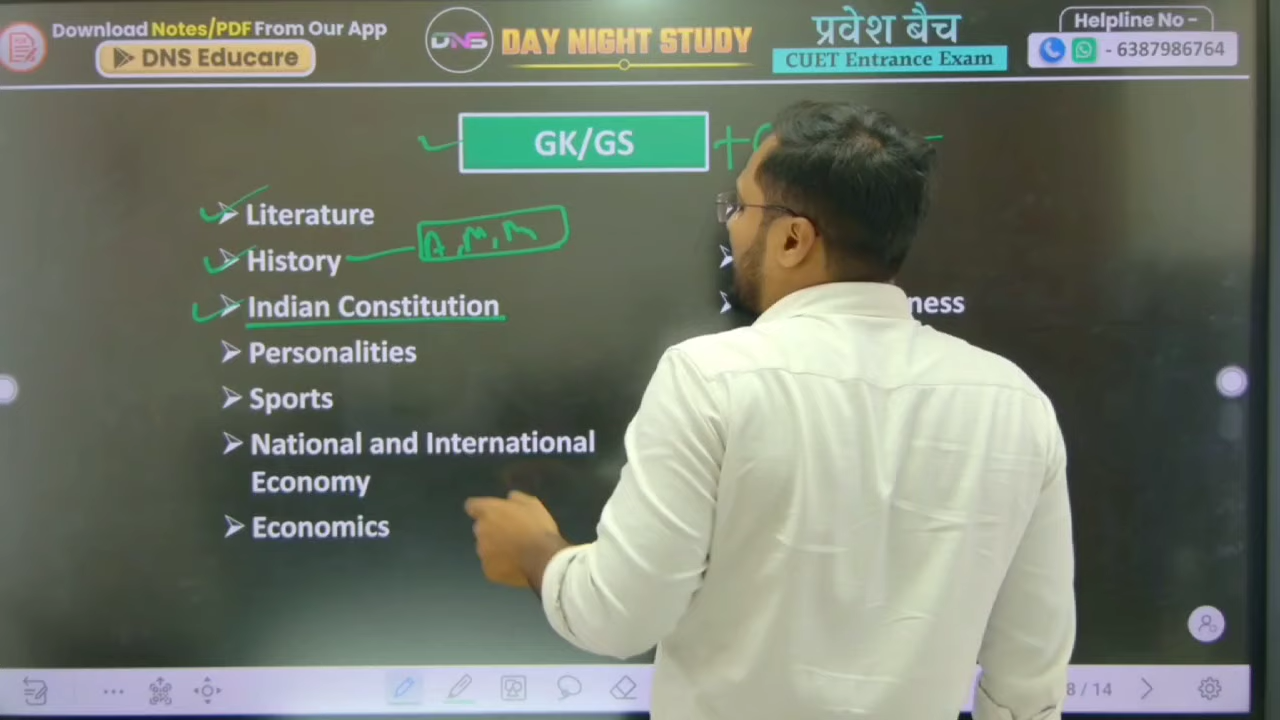 Download Notes/PDF From Our App
DNS Educare
DNS
DAY NIGHT STUDY
प्रवेश बैच
CUET Entrance Exam
Helpline No -
- 6387986764
GK/GS
Literature
History
A, M, M
Indian Constitution
Personalities
Sports
National and International
Economy
Economics
8 / 14